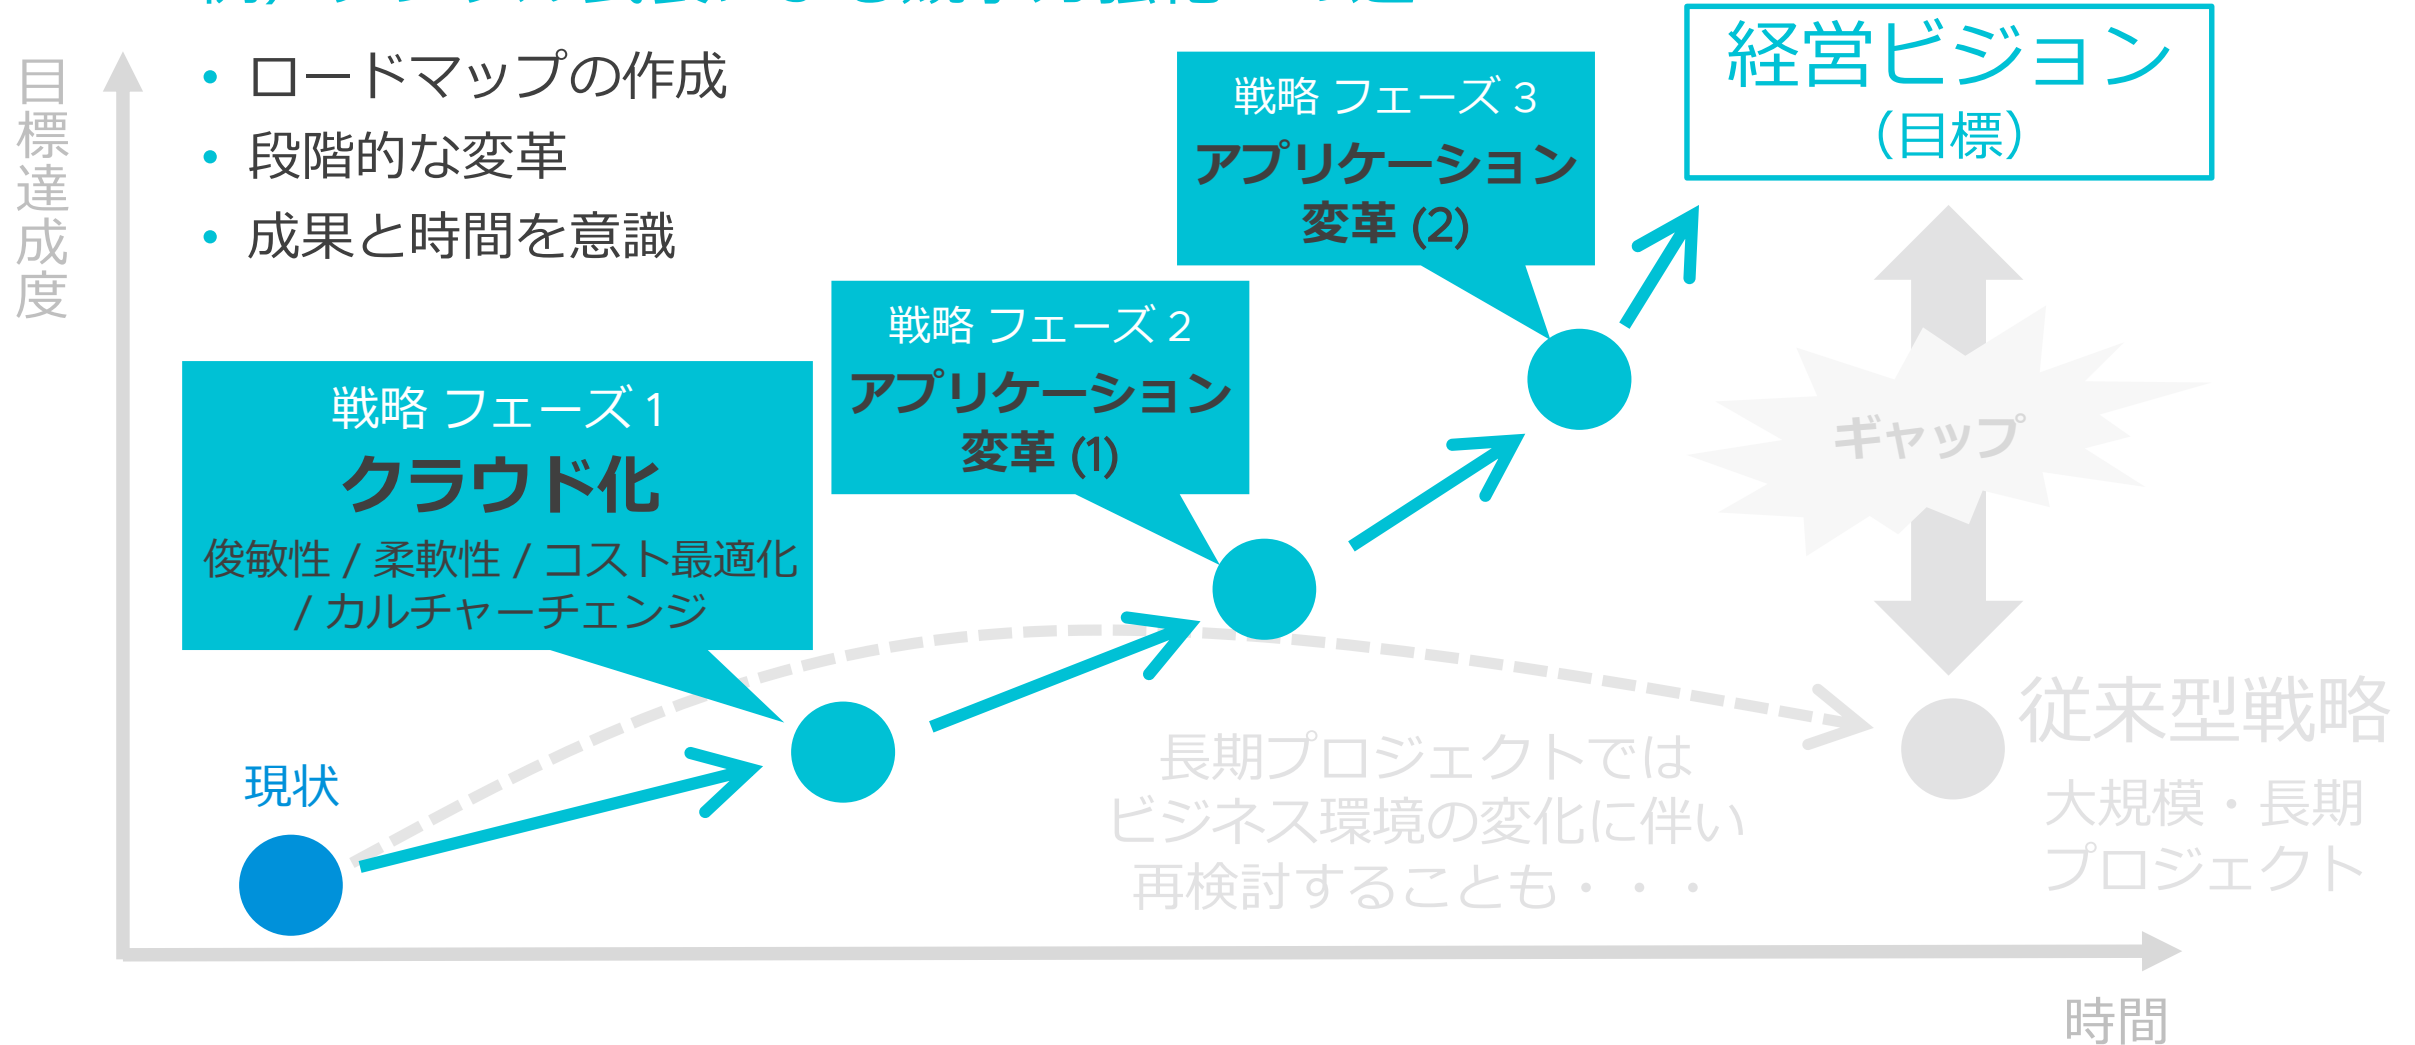 ロードマップの作成
段階的な変革
成果と時間を意識
目標達成度
経営ビジョン
（目標）
戦略 フェーズ 3
アプリケーション
変革 (2)
戦略 フェーズ 2
アプリケーション
変革 (1)
戦略 フェーズ 1
クラウド化
俊敏性 / 柔軟性 / コスト最適化
/ カルチャーチェンジ
ギャップ
現状
従来型戦略
大規模・長期
プロジェクト
長期プロジェクトでは
ビジネス環境の変化に伴い
再検討することも・・・
時間